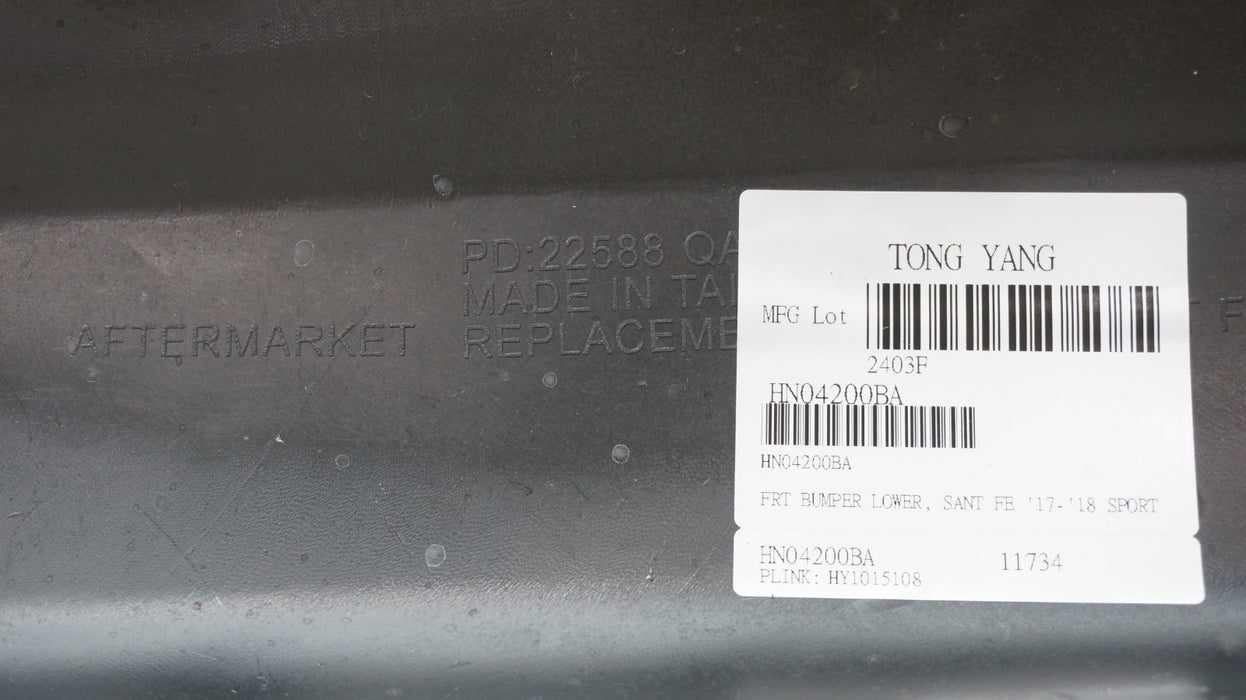 PD:22588 QA
MADE IN TAI
AFTERMARKET REPLACEME
TONG YANG
MFG Lot
2403F
HN04200BA
HN04200BA
FRT BUMPER LOWER, SANT FE '17-'18 SPORT
HN04200BA 11734
PLINK: HY1015108